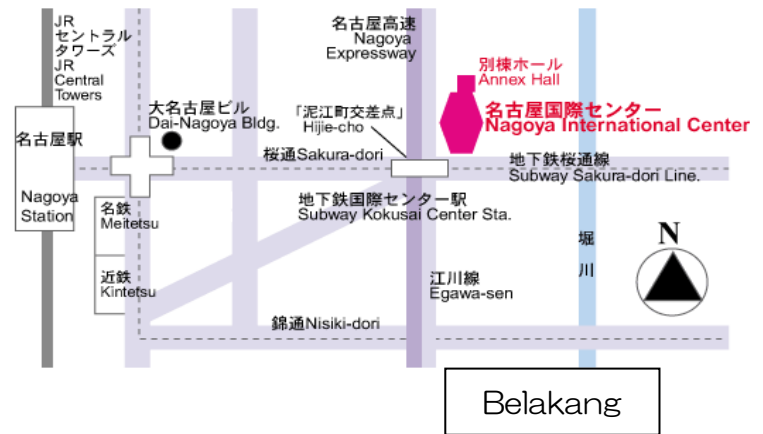 JR
セントラル
タワーズ
JR
Central
Towers
名古屋高速
Nagoya
Expressway
別棟ホール
Annex Hall
名古屋国際センター
Nagoya International Center
大名古屋ビル
Dai-Nagoya Bldg.
「泥江町交差点」
Hijie-cho
名古屋駅
Nagoya
Station
桜通Sakura-dori
地下鉄桜通線
Subway Sakura-dori Line.
地下鉄国際センター駅
Subway Kokusai Center Sta.
名鉄
Meitetsu
近鉄
Kintetsu
堀
川
N
江川線
Egawa-sen
錦通Nisiki-dori
Belakang